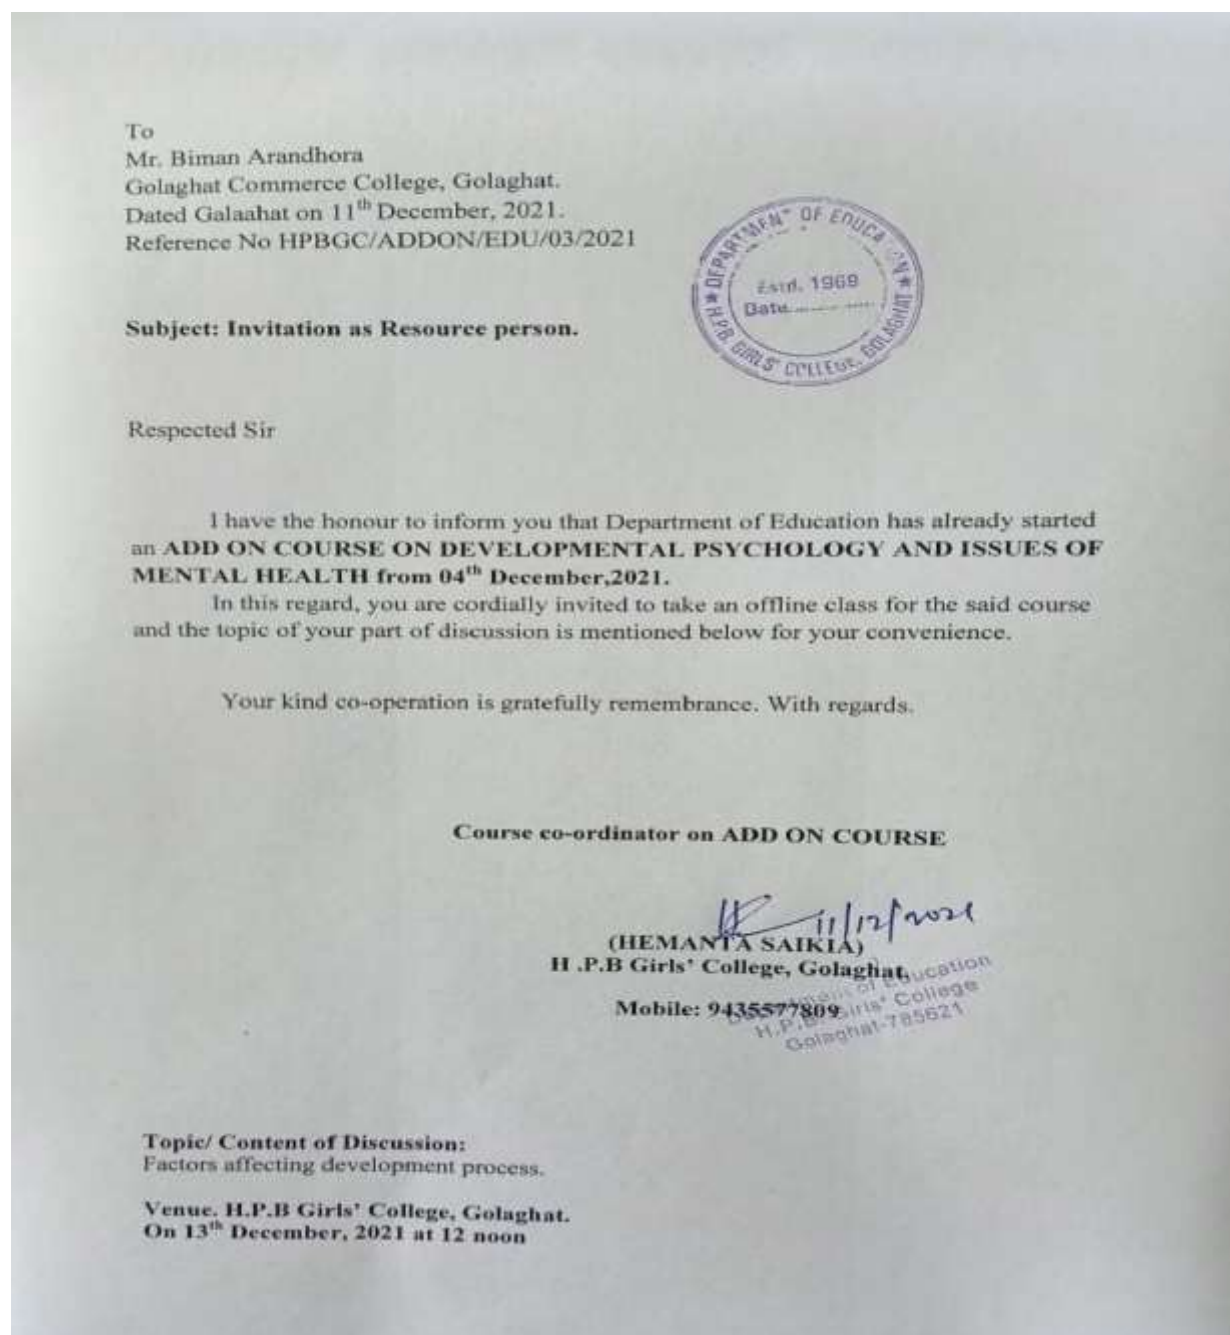 To
Mr. Biman Arandhora
Golaghat Commerce College, Golaghat.
Dated Galaahat on 11th December, 2021.
Reference No HPBGC/ADDON/EDU/03/2021
DEPARTMENT OF EDUCATION
Estd. 1969
Date..................
★ H.P.B. GIRLS' COLLEGE, GOLAGHAT ★
Subject: Invitation as Resource person.
Respected Sir
I have the honour to inform you that Department of Education has already started
an ADD ON COURSE ON DEVELOPMENTAL PSYCHOLOGY AND ISSUES OF
MENTAL HEALTH from 04th December,2021.
In this regard, you are cordially invited to take an offline class for the said course
and the topic of your part of discussion is mentioned below for your convenience.
Your kind co-operation is gratefully remembrance. With regards.
Course co-ordinator on ADD ON COURSE
11/12/2021
(HEMANTA SAIKIA)
H .P.B Girls' College, Golaghat.
Mobile: 9435577809
Department of Education
H.P.B. Girls' College
Golaghat-785621
Topic/ Content of Discussion:
Factors affecting development process.
Venue. H.P.B Girls' College, Golaghat.
On 13th December, 2021 at 12 noon